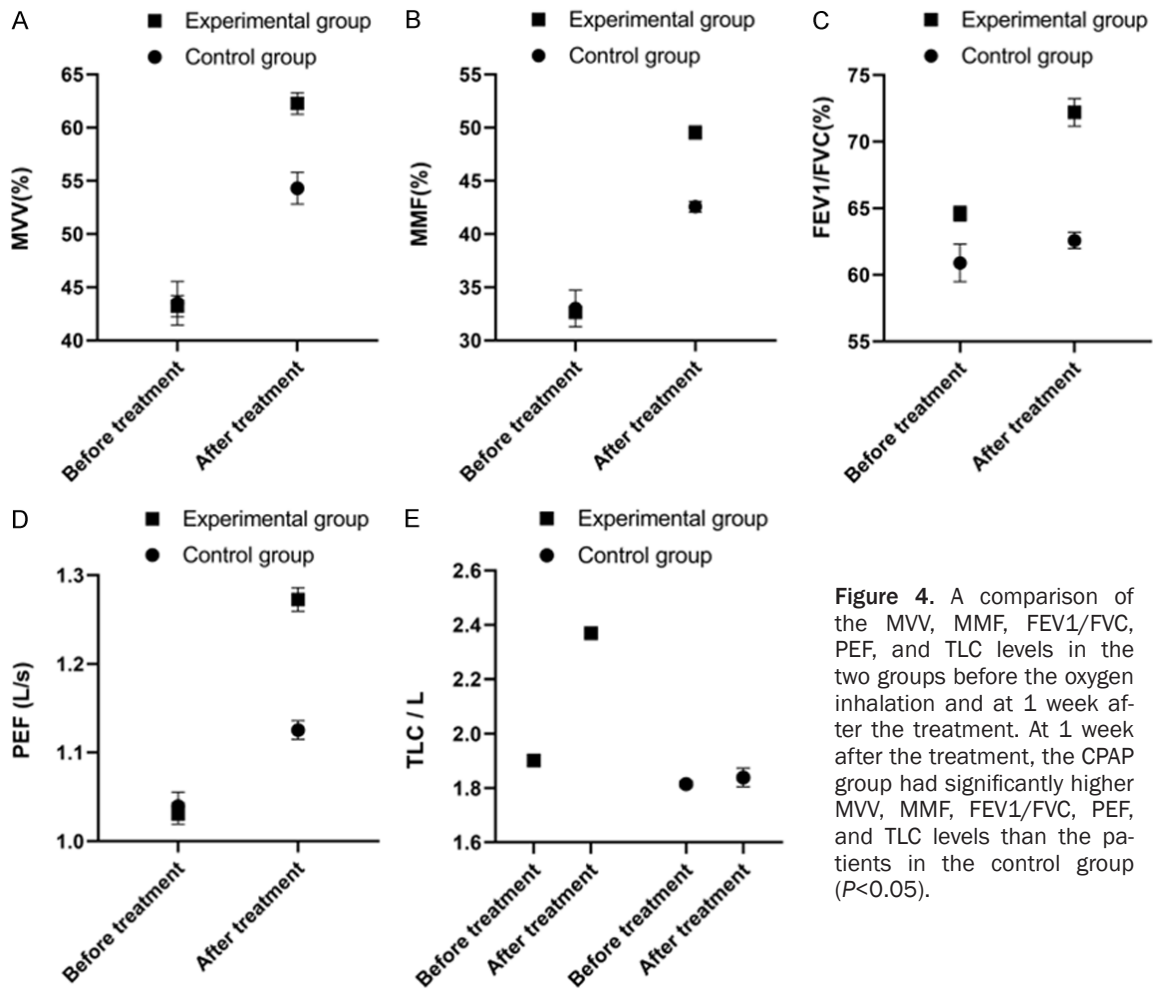 A
Experimental group
Control group
MVV(%)
65
60
55
50
45
40
Before treatment
After treatment
B
Experimental group
Control group
MMF(%)
55
50
45
40
35
30
Before treatment
After treatment
C
Experimental group
Control group
FEV1/FVC(%)
75
70
65
60
55
Before treatment
After treatment
D
Experimental group
Control group
PEF (L/s)
1.3
1.2
1.1
1.0
Before treatment
After treatment
E
Experimental group
Control group
TLC / L
2.6
2.4
2.2
2.0
1.8
1.6
Before treatment
After treatment
Before treatment
After treatment
Figure 4. A comparison of
the MVV, MMF, FEV1/FVC,
PEF, and TLC levels in the
two groups before the oxygen
inhalation and at 1 week af-
ter the treatment. At 1 week
after the treatment, the CPAP
group had significantly higher
MVV, MMF, FEV1/FVC, PEF,
and TLC levels than the pa-
tients in the control group
(P<0.05).